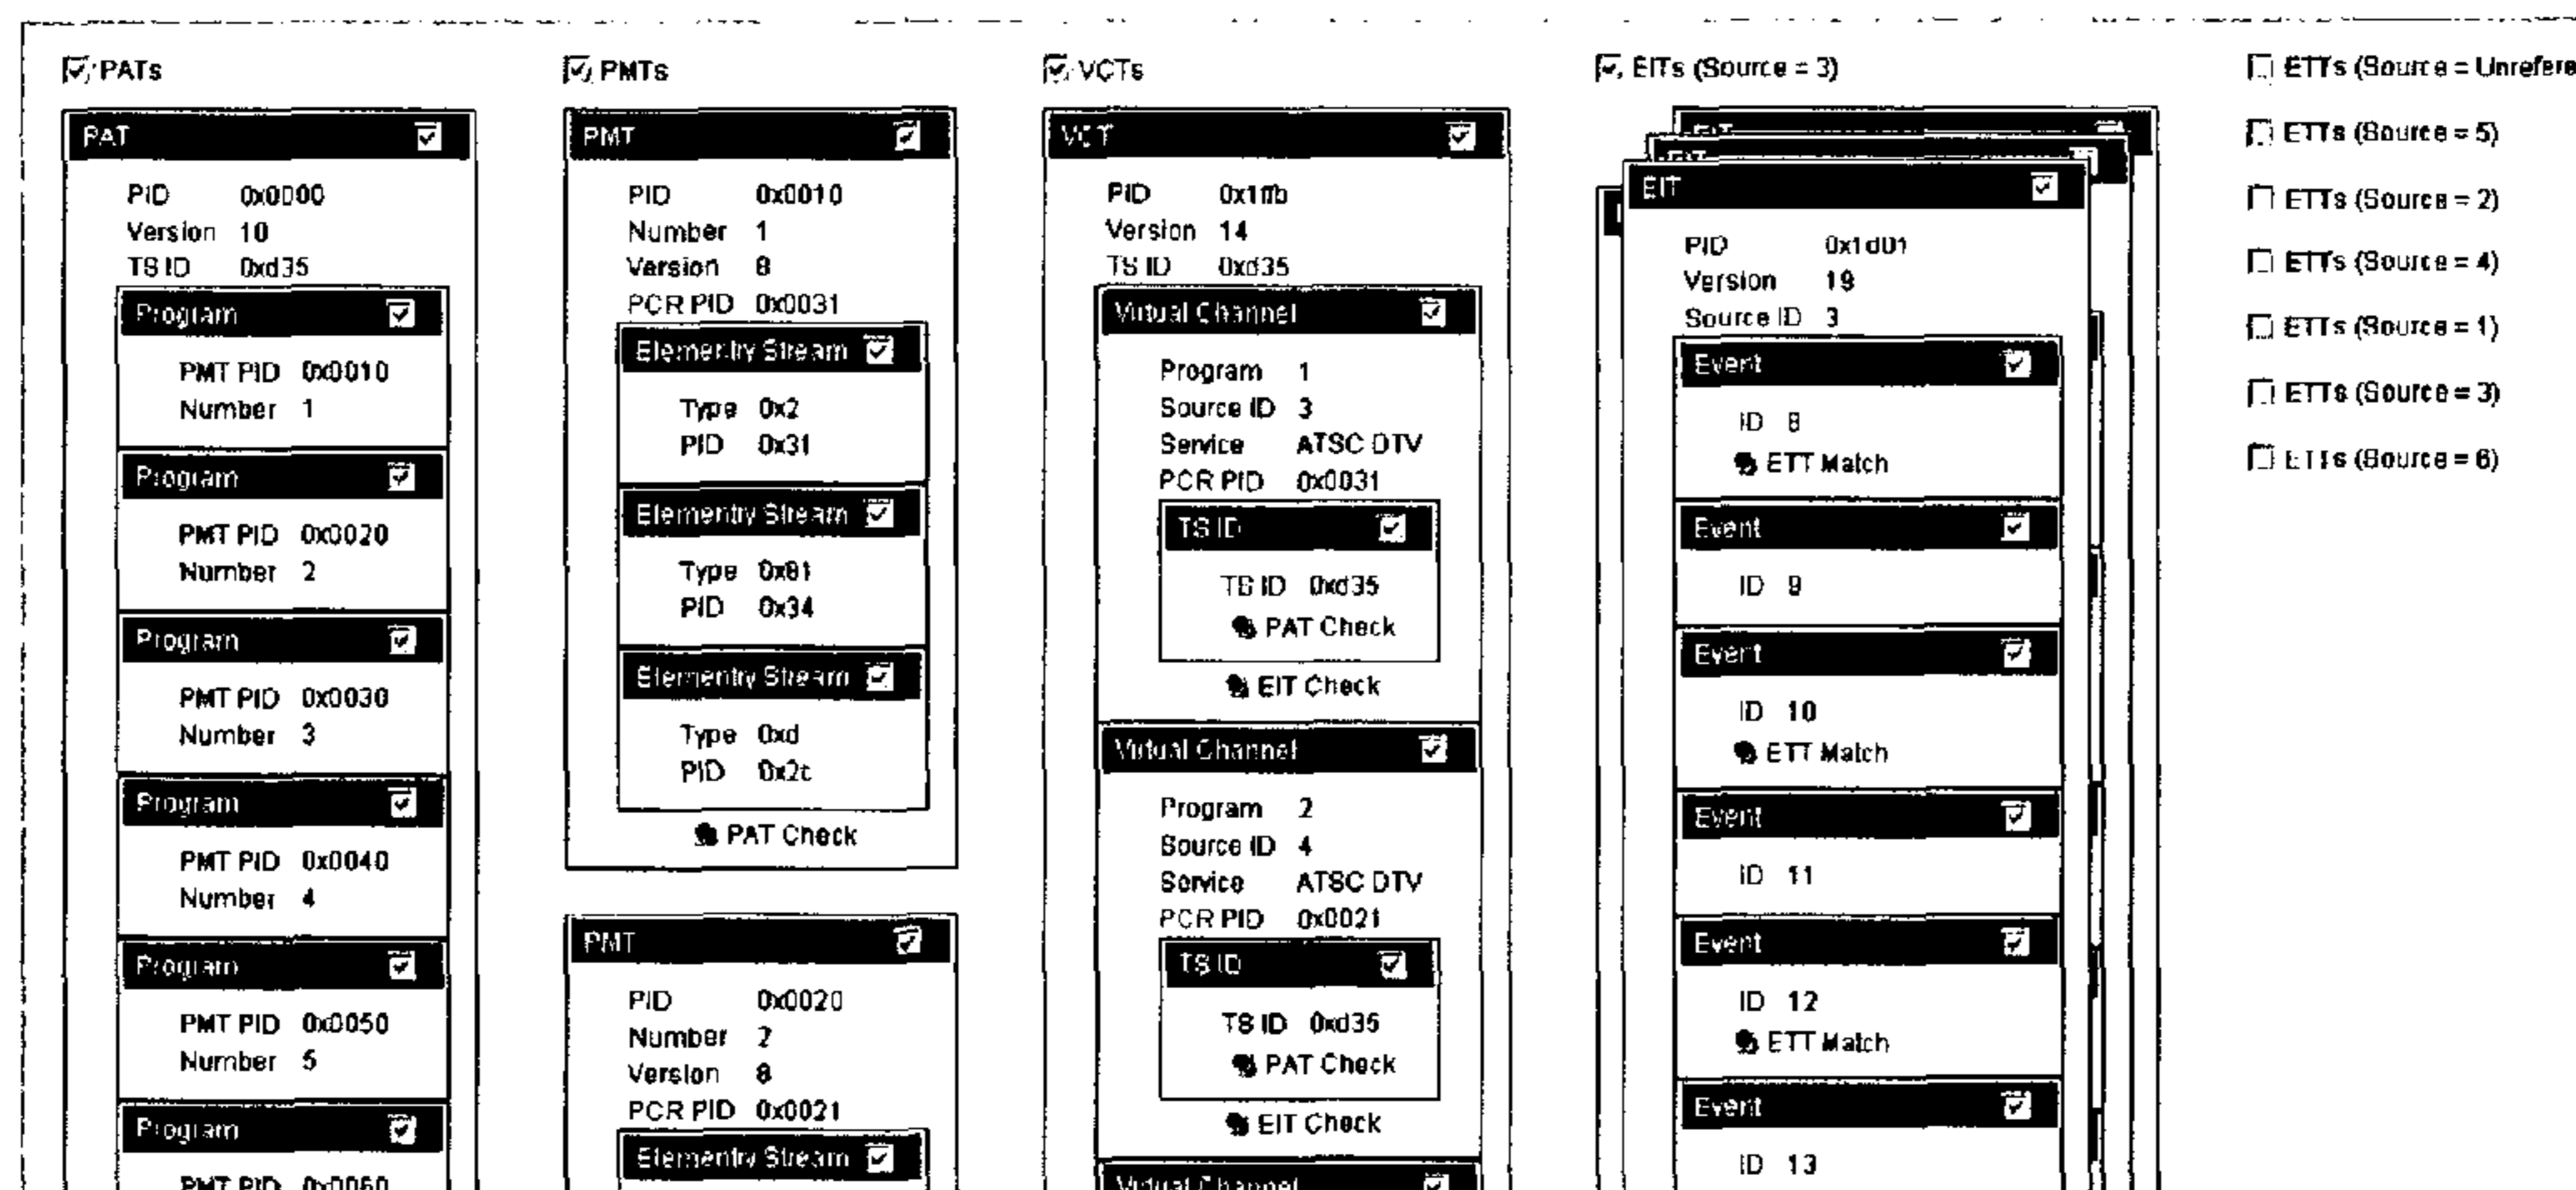 PATs
PAT
PID 0x0000
Version 10
TS ID 0xd35
Program
PMT PID 0x0010
Number 1
Program
PMT PID 0x0020
Number 2
Program
PMT PID 0x0030
Number 3
Program
PMT PID 0x0040
Number 4
Program
PMT PID 0x0050
Number 5
Program
PMT PID 0x0060
PMTs
PMT
PID 0x0010
Number 1
Version 8
PCR PID 0x0031
Elementry Stream
Type 0x2
PID 0x31
Elementry Stream
Type 0x81
PID 0x34
Elementry Stream
Type 0xd
PID 0x2c
PAT Check
PMT
PID 0x0020
Number 2
Version 8
PCR PID 0x0021
Elementry Stream
VCTs
VCT
PID 0x1ffb
Version 14
TS ID 0xd35
Virtual Channel
Program 1
Source ID 3
Service ATSC DTV
PCR PID 0x0031
TS ID
TS ID 0xd35
PAT Check
EIT Check
Virtual Channel
Program 2
Source ID 4
Service ATSC DTV
PCR PID 0x0021
TS ID
TS ID 0xd35
PAT Check
EIT Check
Virtual Channel
EITs (Source = 3)
EIT
PID 0x1d01
Version 19
Source ID 3
Event
ID 8
ETT Match
Event
ID 9
Event
ID 10
ETT Match
Event
ID 11
Event
ID 12
ETT Match
Event
ID 13
ETTs (Source = Unrefere
ETTs (Source = 5)
ETTs (Source = 2)
ETTs (Source = 4)
ETTs (Source = 1)
ETTs (Source = 3)
ETTs (Source = 6)